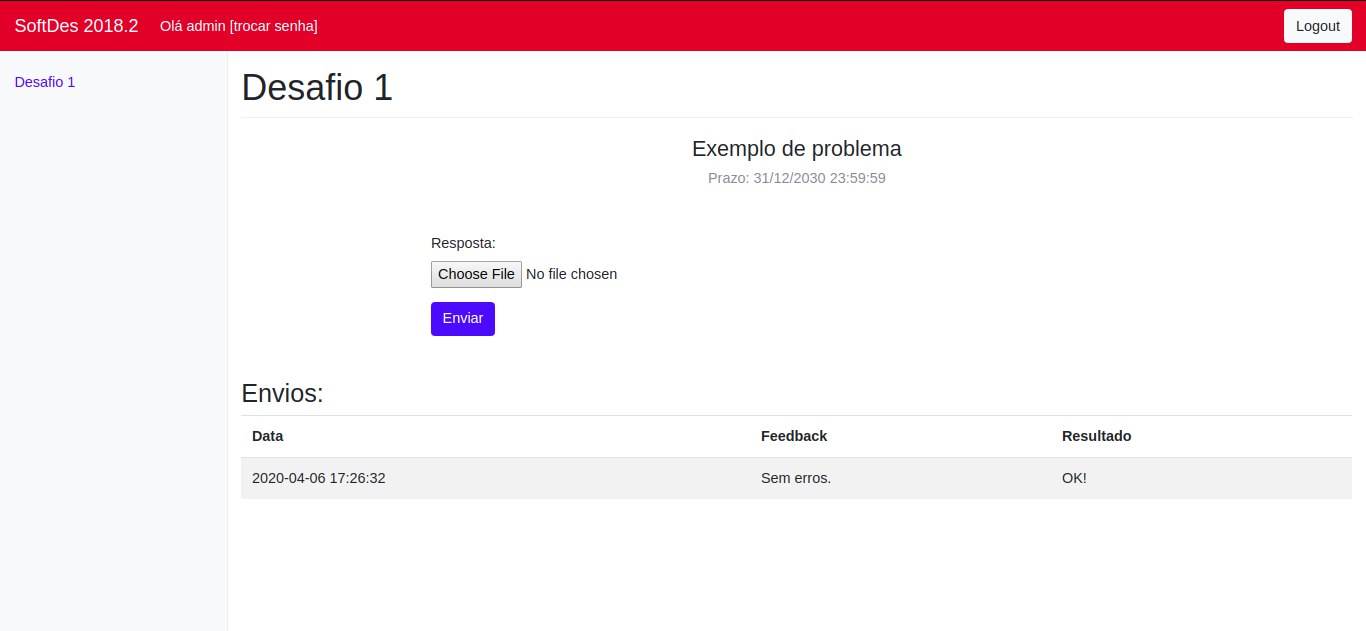 SoftDes 2018.2 Olá admin [trocar senha] Logout
Desafio 1
Desafio 1
Exemplo de problema
Prazo: 31/12/2030 23:59:59
Resposta:
Choose File No file chosen
Enviar
Envios:
Data Feedback Resultado
2020-04-06 17:26:32 Sem erros. OK!